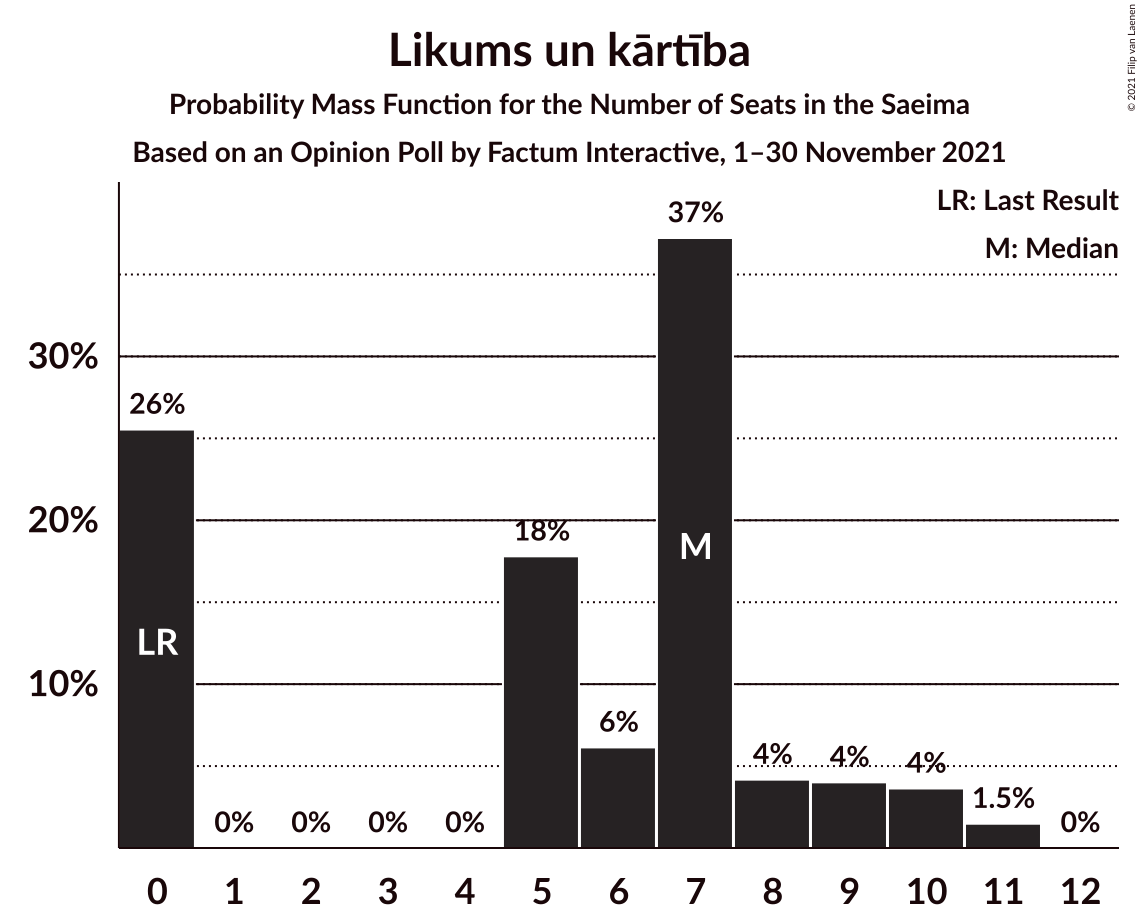 Likums un kārtība
Probability Mass Function for the Number of Seats in the Saeima
Based on an Opinion Poll by Factum Interactive, 1–30 November 2021
© 2021 Filip van Laenen
LR: Last Result
M: Median
37%
30%
26%
20%
18%
M
LR
10%
6%
4%
4%
4%
1.5%
0%
0%
0%
0%
0%
0 1 2 3 4 5 6 7 8 9 10 11 12